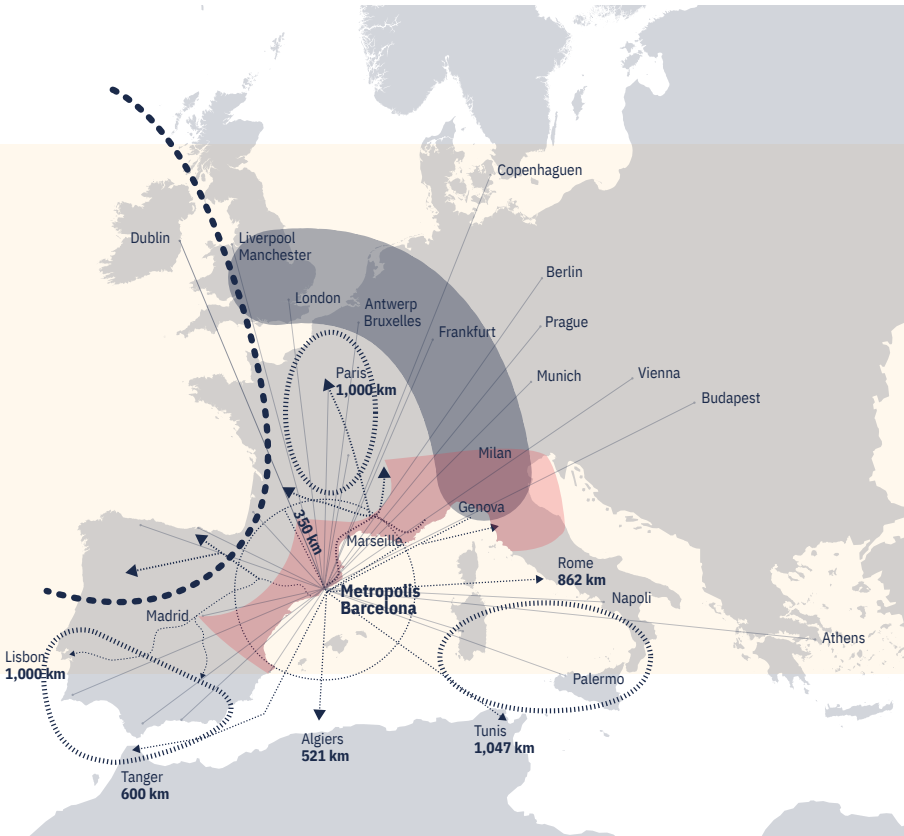 Copenhaguen
Dublin
Liverpool
Manchester
Berlin
London
Antwerp
Bruxelles
Prague
Frankfurt
Paris
1,000 km
Munich
Vienna
Budapest
Milan
Genova
350 km
Marseille
Rome
862 km
Metropolis
Barcelona
Napoli
Madrid
Athens
Lisbon
1,000 km
Palermo
Tunis
1,047 km
Algiers
521 km
Tanger
600 km